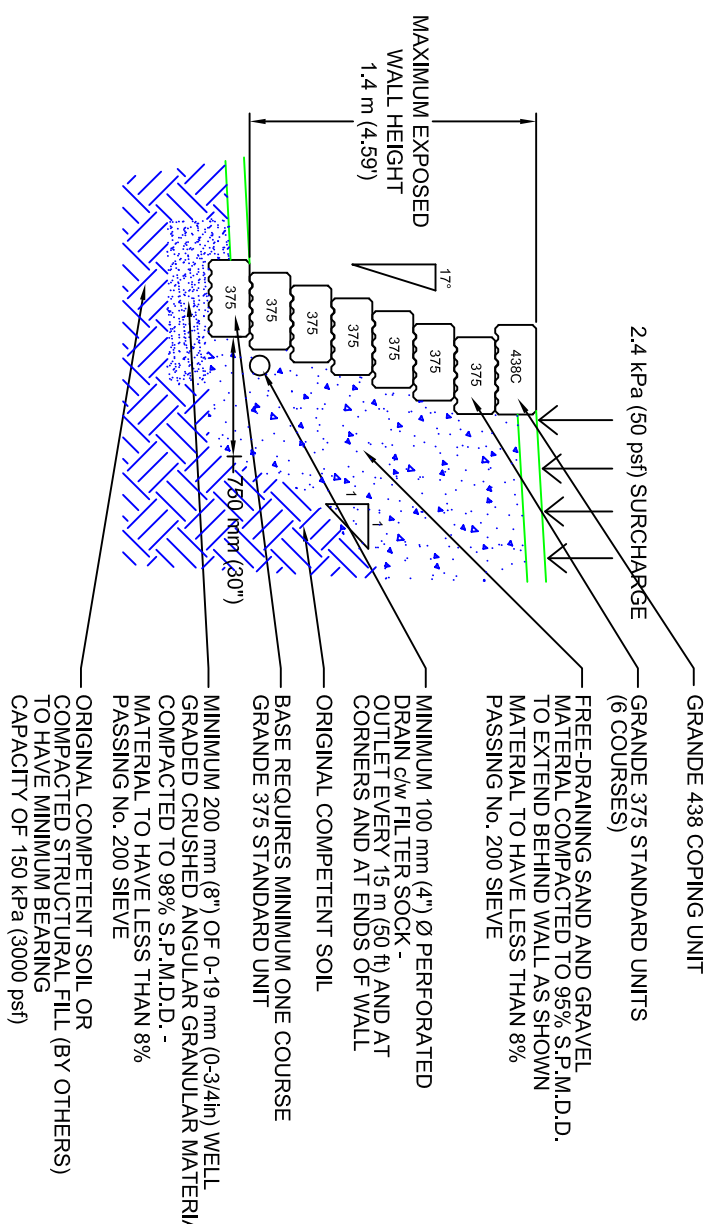 MAXIMUM EXPOSED
WALL HEIGHT
1.4 m (4.59')
17°
2.4 kPa (50 psf) SURCHARGE
438C
375
375
375
375
375
375
375
1
1
750 mm (30")
GRANDE 438 COPING UNIT
GRANDE 375 STANDARD UNITS
(6 COURSES)
FREE-DRAINING SAND AND GRAVEL
MATERIAL COMPACTED TO 95% S.P.M.D.D.
TO EXTEND BEHIND WALL AS SHOWN
MATERIAL TO HAVE LESS THAN 8%
PASSING No. 200 SIEVE
MINIMUM 100 mm (4") Ø PERFORATED
DRAIN c/w FILTER SOCK -
OUTLET EVERY 15 m (50 ft) AND AT
CORNERS AND AT ENDS OF WALL
ORIGINAL COMPETENT SOIL
BASE REQUIRES MINIMUM ONE COURSE
GRANDE 375 STANDARD UNIT
MINIMUM 200 mm (8") OF 0-19 mm (0-3/4in) WELL
GRADED CRUSHED ANGULAR GRANULAR MATERIA
COMPACTED TO 98% S.P.M.D.D. -
MATERIAL TO HAVE LESS THAN 8%
PASSING No. 200 SIEVE
ORIGINAL COMPETENT SOIL OR
COMPACTED STRUCTURAL FILL (BY OTHERS)
TO HAVE MINIMUM BEARING
CAPACITY OF 150 kPa (3000 psf)